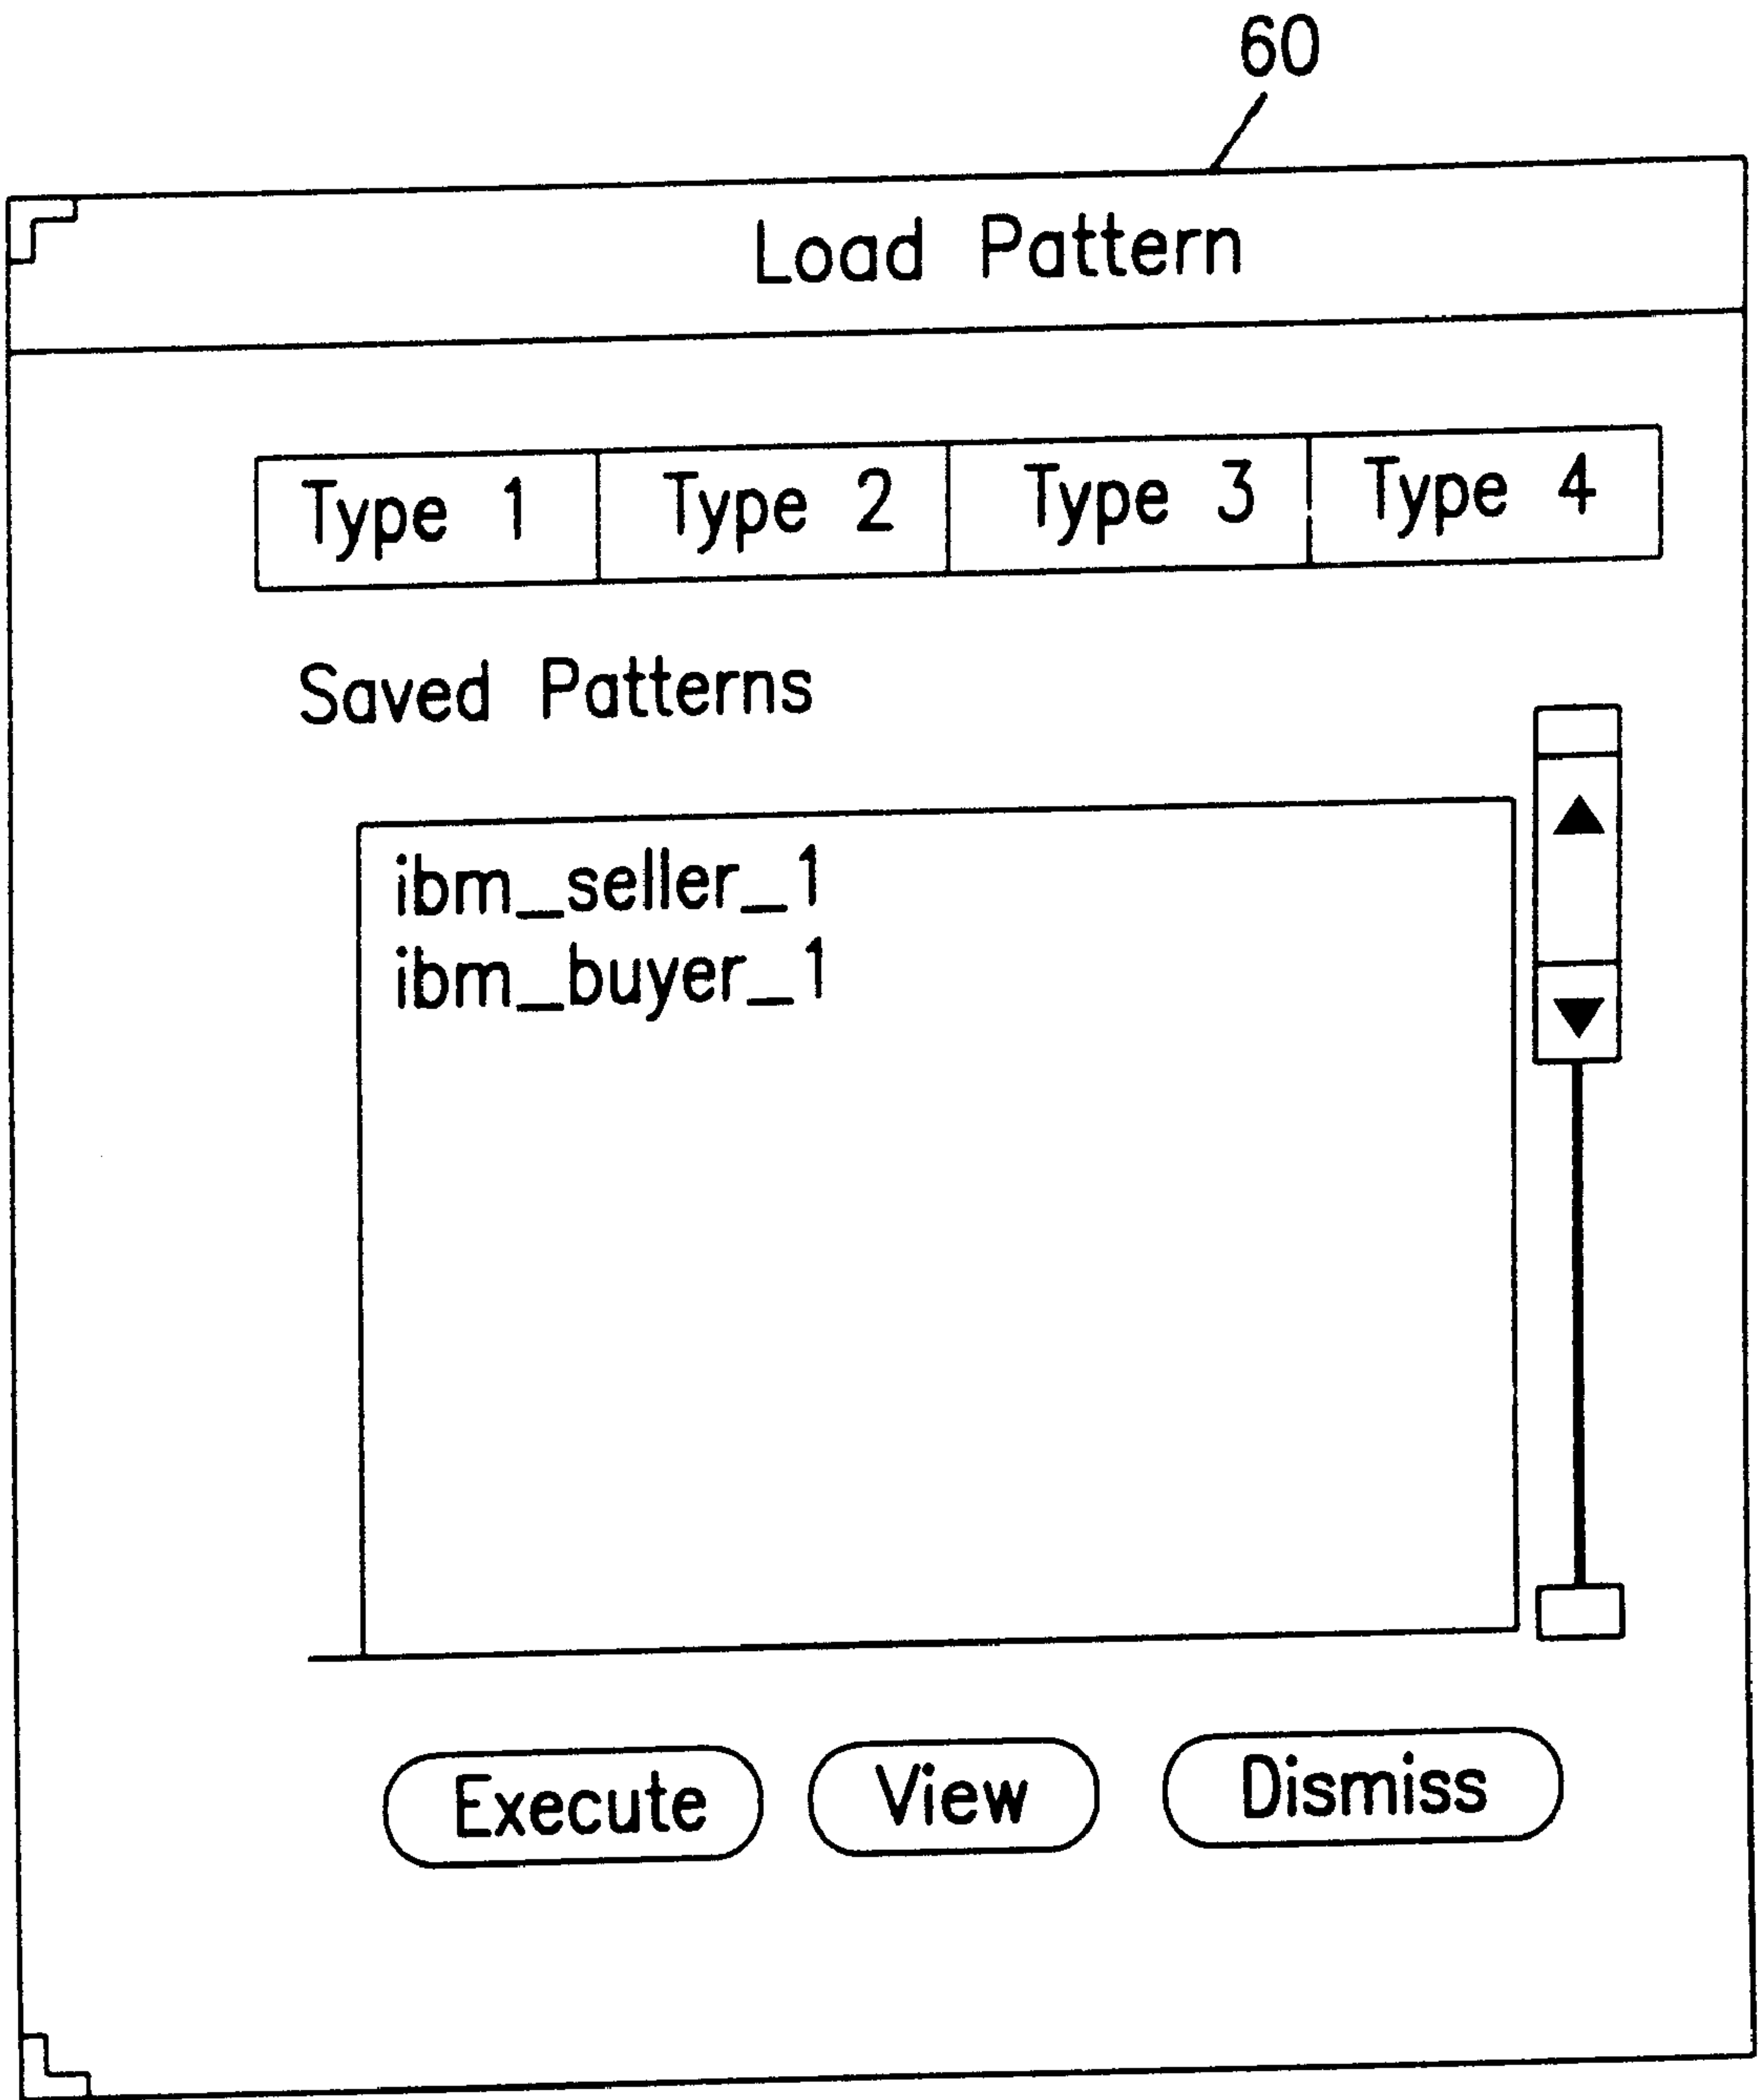 60
Load Pattern
Type 1 Type 2 Type 3 Type 4
Saved Patterns
ibm_seller_1
ibm_buyer_1
Execute View Dismiss